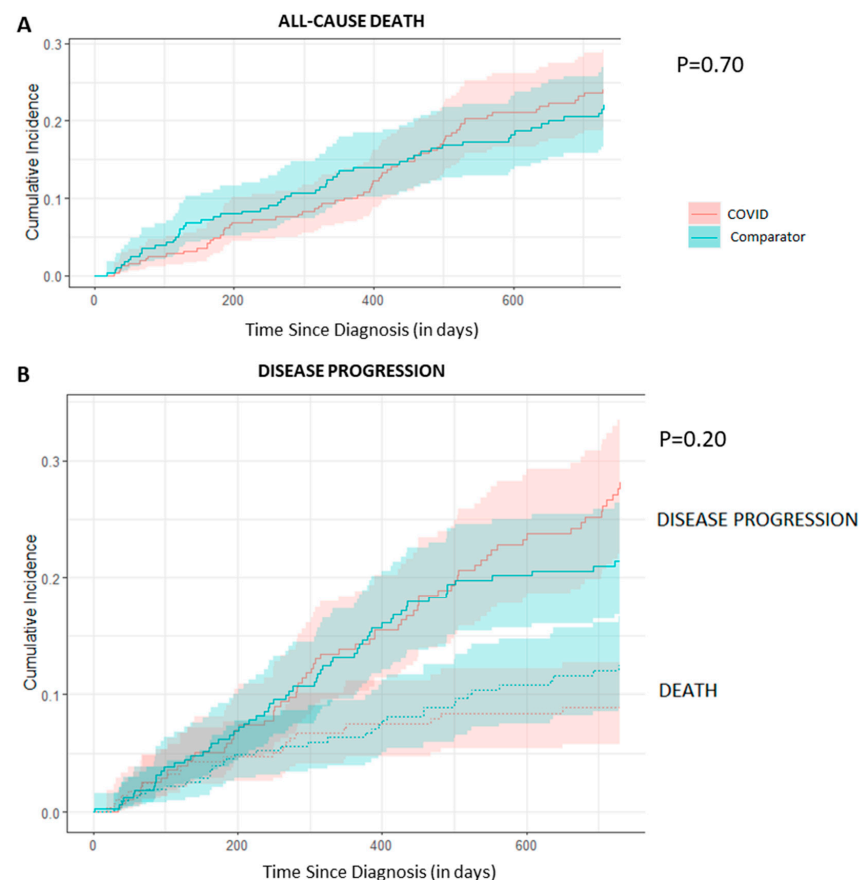 A
ALL-CAUSE DEATH
0.3
0.2
0.1
0.0
Cumulative Incidence
0
200
400
600
Time Since Diagnosis (in days)
P=0.70
COVID
Comparator
B
DISEASE PROGRESSION
0.3
0.2
0.1
0.0
Cumulative Incidence
0
200
400
600
Time Since Diagnosis (in days)
P=0.20
DISEASE PROGRESSION
DEATH